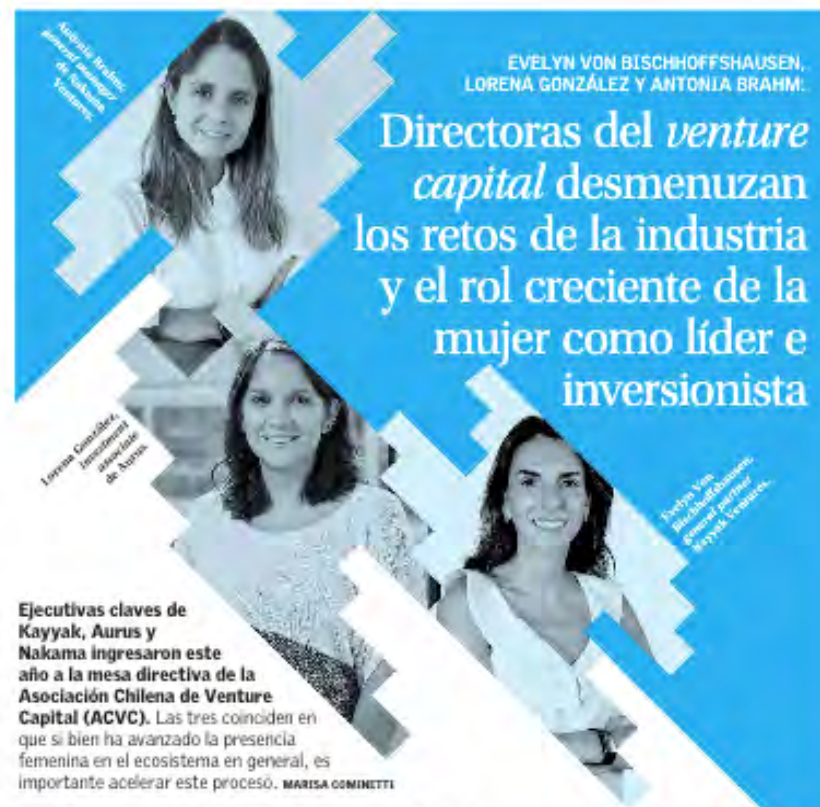 Antonia Brahm,
general manager
de Nakama
Ventures.
EVELYN VON BISCHHOFFSHAUSEN,
LORENA GONZÁLEZ Y ANTONIA BRAHM:
Directoras del venture
capital desmenuzan
los retos de la industria
y el rol creciente de la
mujer como líder e
inversionista
Lorena González,
investment
associate
de Aurus.
Evelyn Von
Bischhoffshausen,
general partner
Kayyak Ventures.
Ejecutivas claves de
Kayyak, Aurus y
Nakama ingresaron este
año a la mesa directiva de la
Asociación Chilena de Venture
Capital (ACVC). Las tres coinciden en
que si bien ha avanzado la presencia
femenina en el ecosistema en general, es
importante acelerar este proceso. MARISA COMINETTI